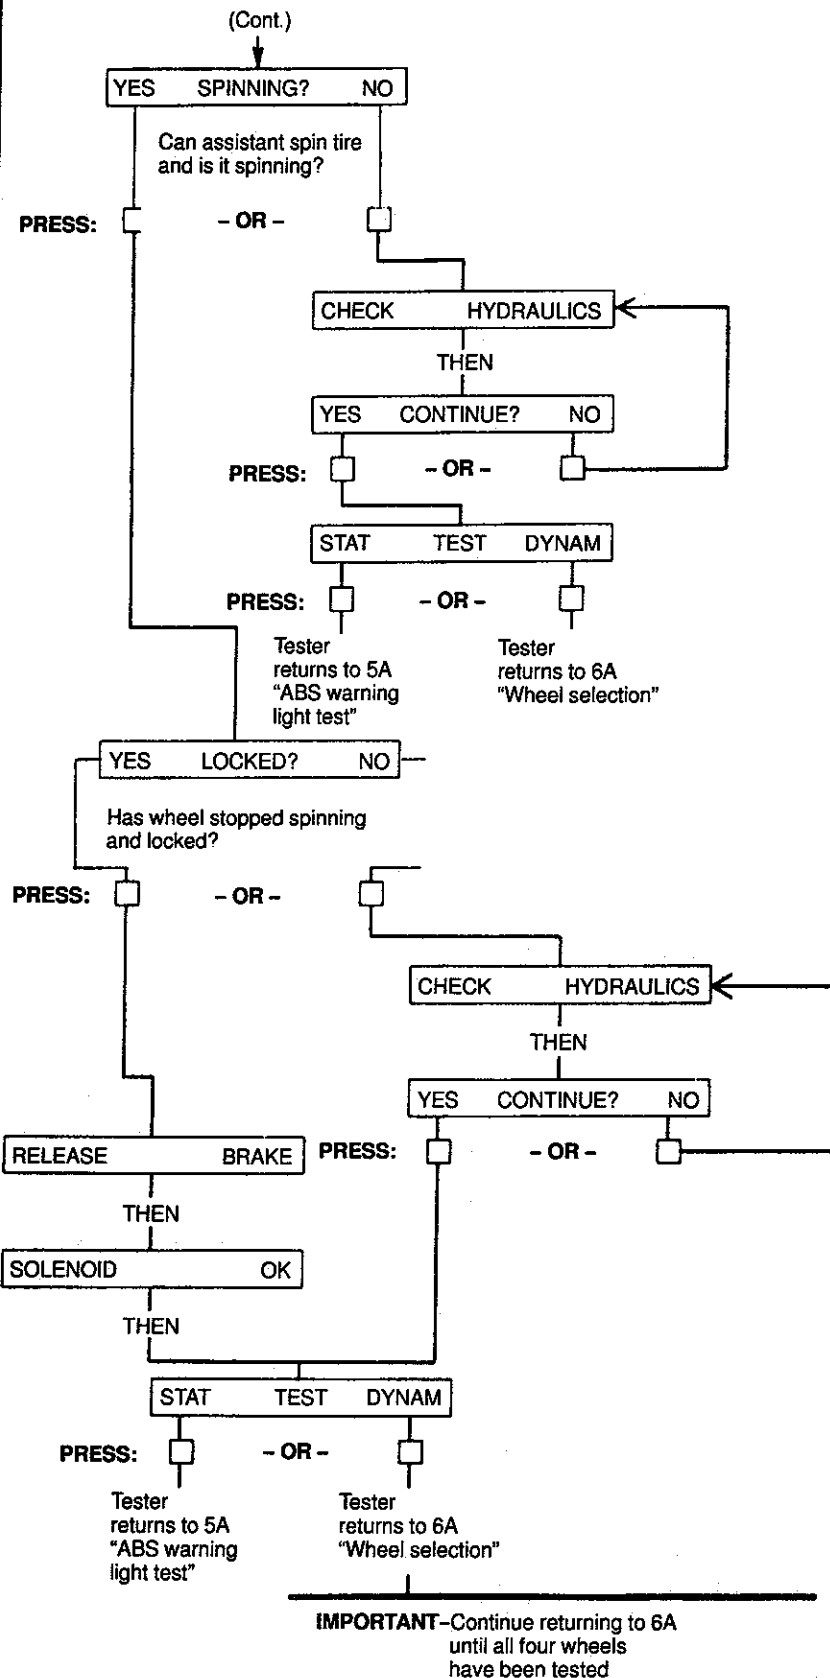 (Cont.)
YES SPINNING? NO
Can assistant spin tire
and is it spinning?
PRESS: – OR –
CHECK HYDRAULICS
THEN
YES CONTINUE? NO
PRESS: – OR –
STAT TEST DYNAM
PRESS: – OR –
Tester
returns to 5A
“ABS warning
light test”
Tester
returns to 6A
“Wheel selection”
YES LOCKED? NO
Has wheel stopped spinning
and locked?
PRESS: – OR –
CHECK HYDRAULICS
THEN
YES CONTINUE? NO
PRESS: – OR –
RELEASE BRAKE
THEN
SOLENOID OK
THEN
STAT TEST DYNAM
PRESS: – OR –
Tester
returns to 5A
“ABS warning
light test”
Tester
returns to 6A
“Wheel selection”
IMPORTANT–Continue returning to 6A
until all four wheels
have been tested